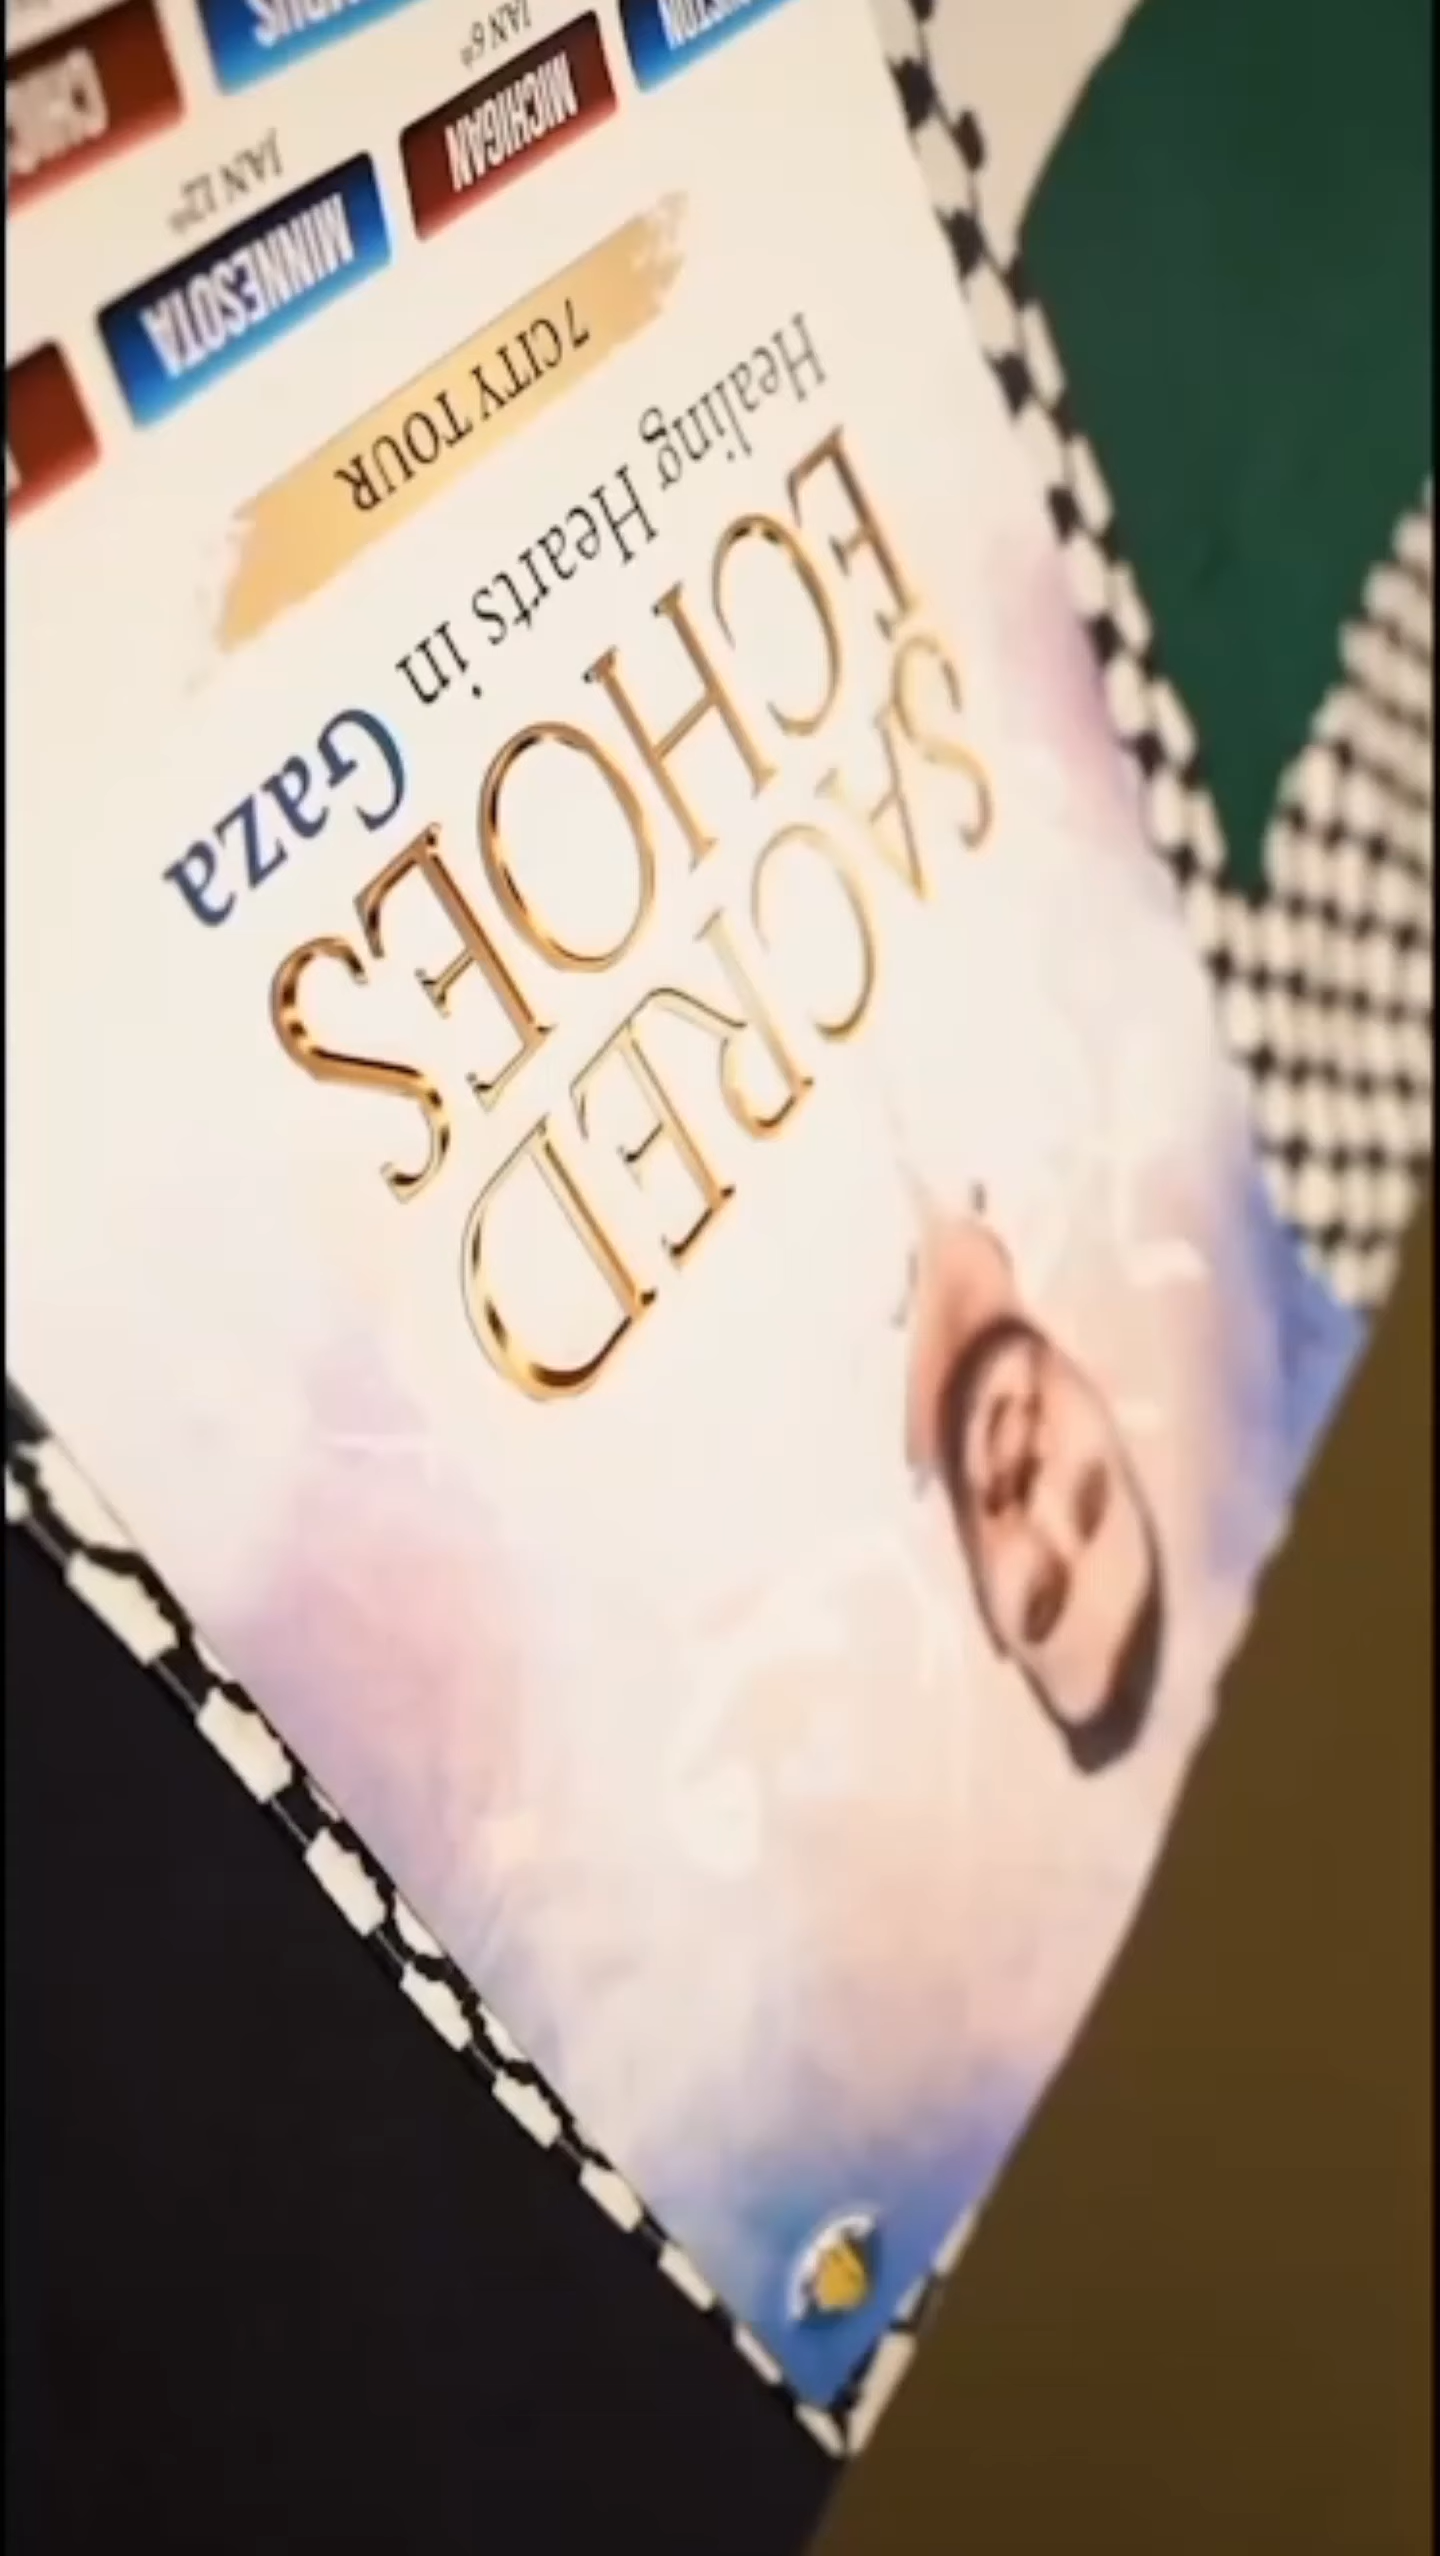 SACRED
ECHOES
Healing Hearts in Gaza
7 CITY TOUR
MICHIGAN
MINNESOTA
JAN 6th
JAN 12th